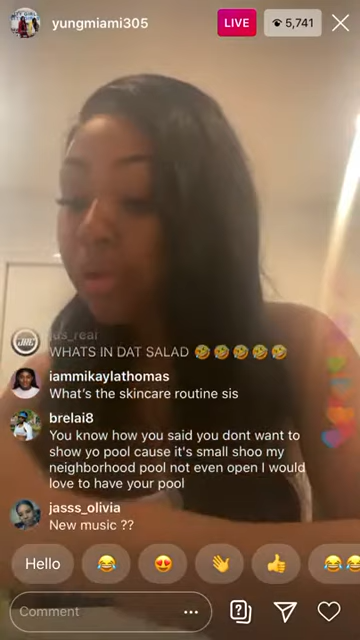 yungmiami305 LIVE 5,741
jus_real
WHATS IN DAT SALAD 🤣🤣🤣🤣🤣
iammikaylathomas
What's the skincare routine sis
brelai8
You know how you said you dont want to
show yo pool cause it's small shoo my
neighborhood pool not even open I would
love to have your pool
jasss_olivia
New music ??
Hello 😂 😍 👋 👍 😂😂
Comment